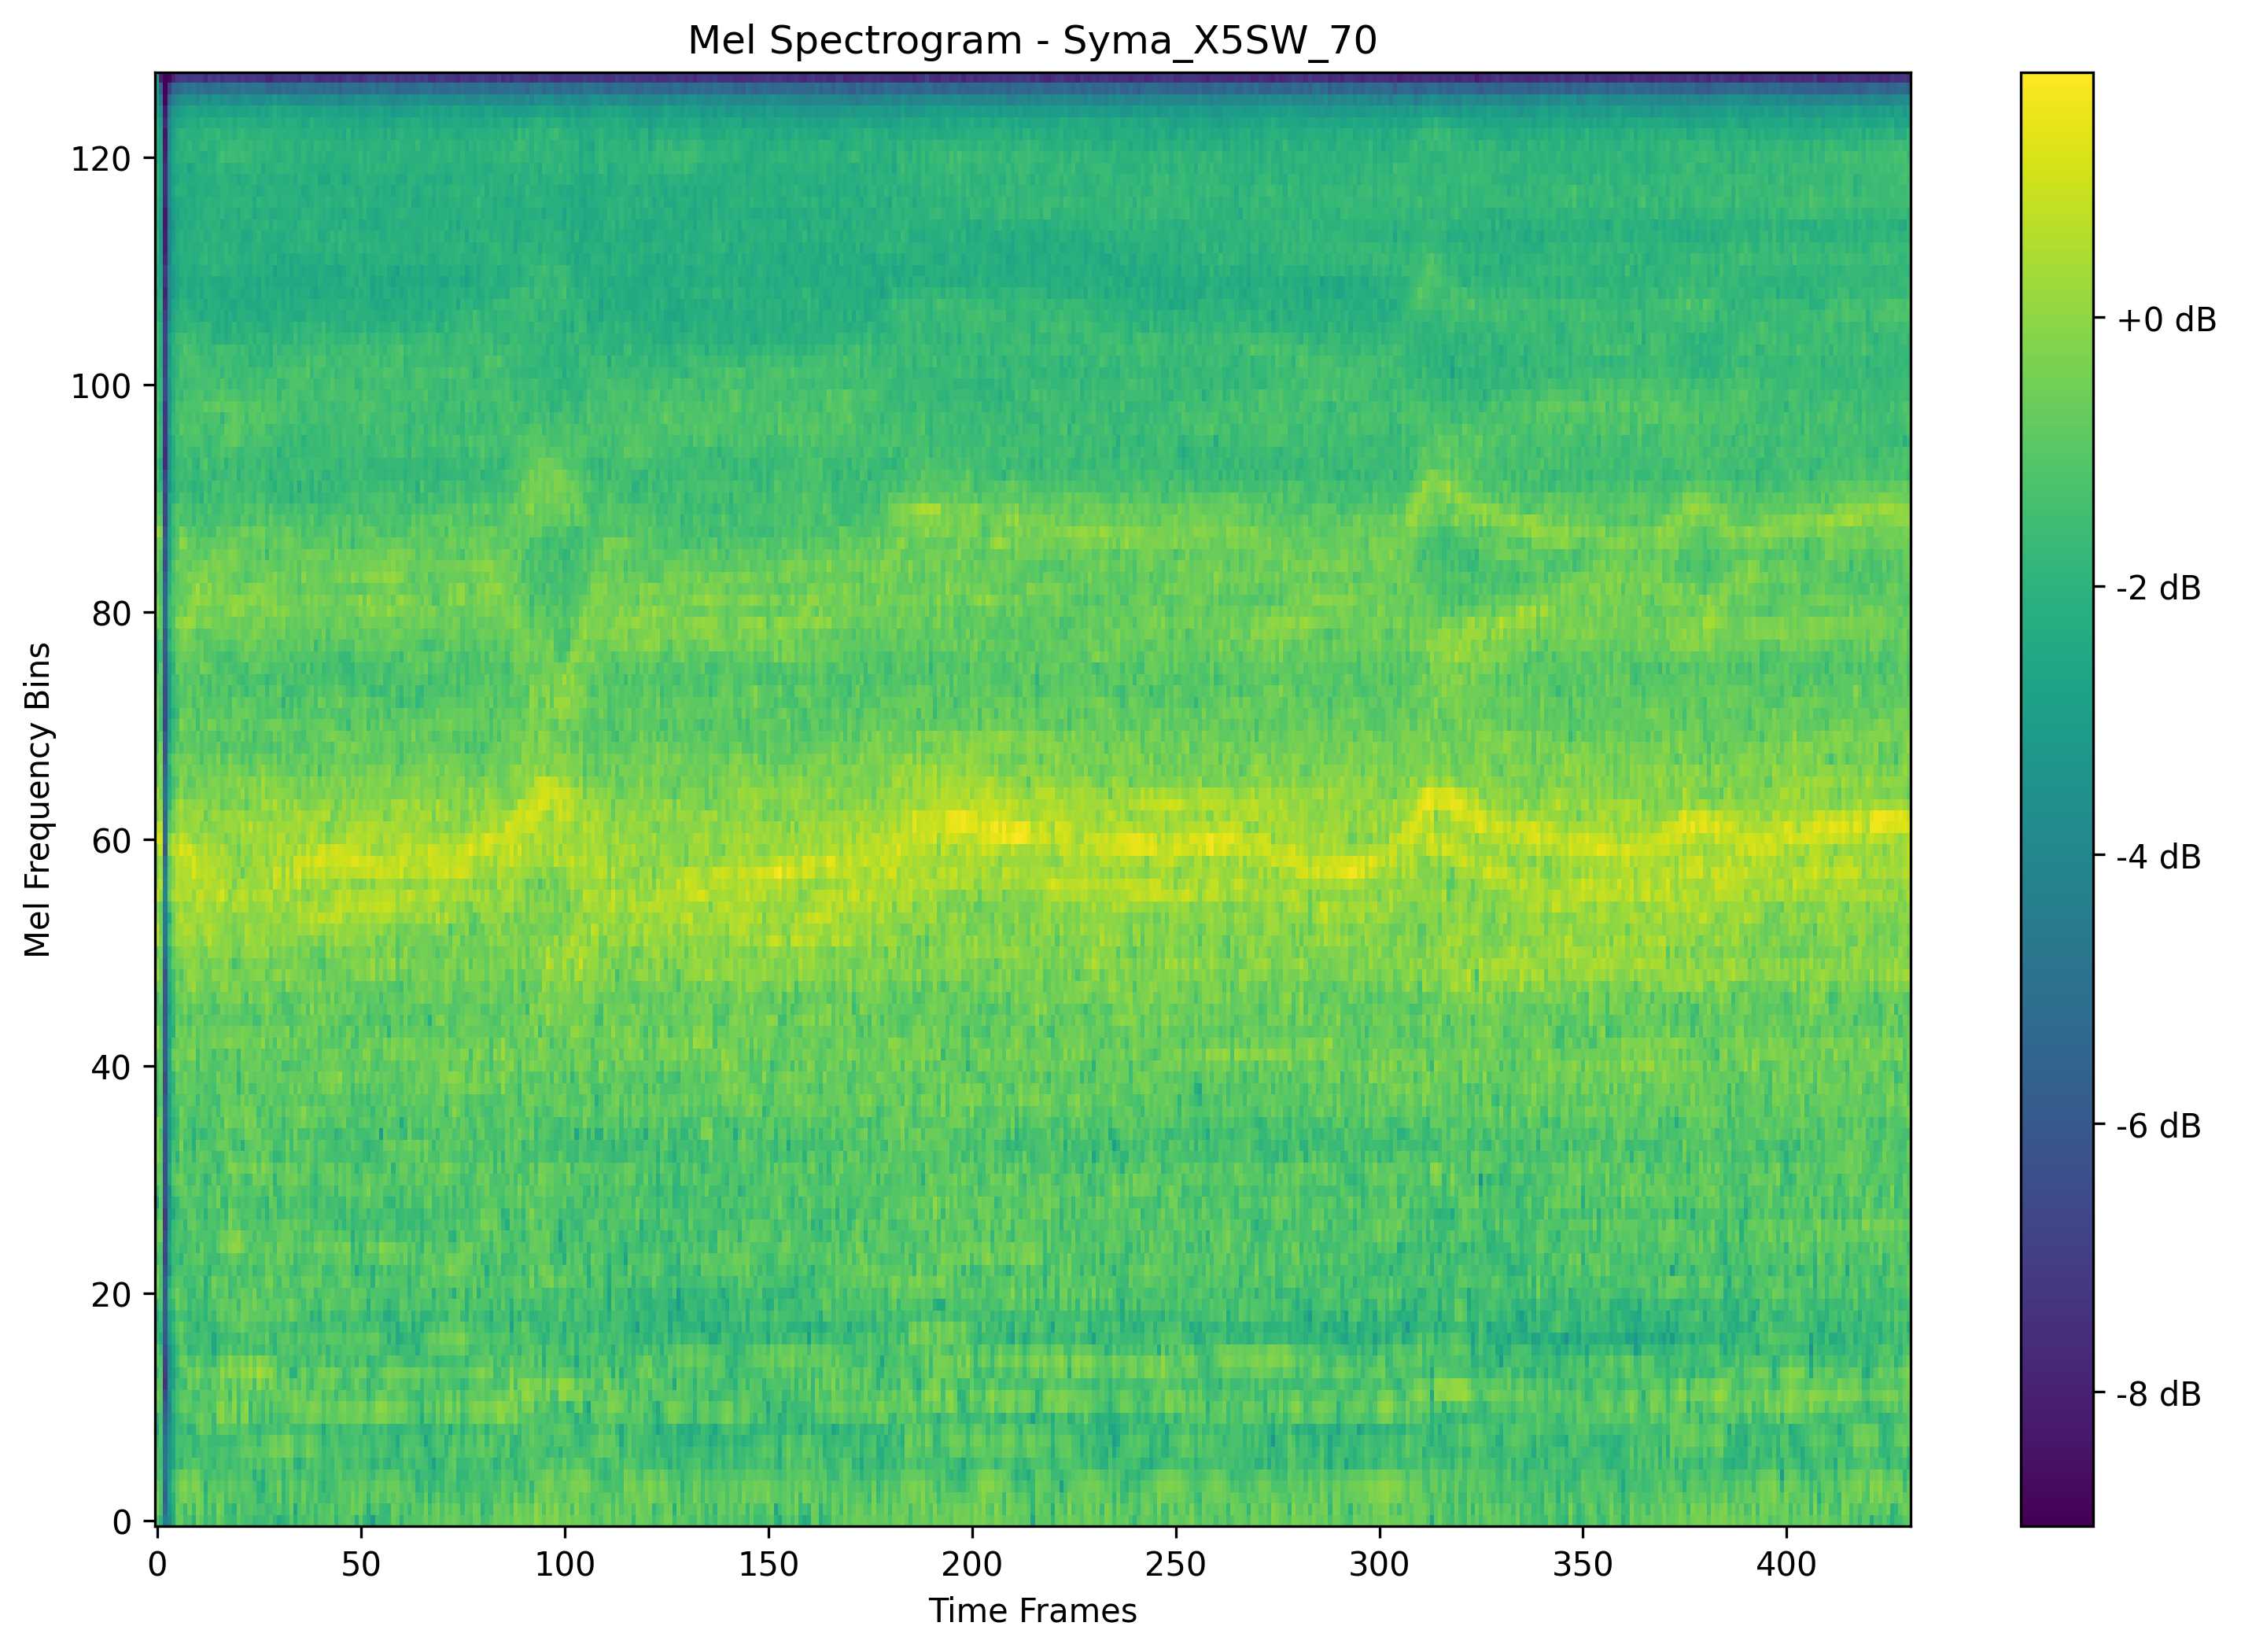 Mel Spectrogram - Syma_X5SW_70
Mel Frequency Bins
120
100
80
60
40
20
0
0 50 100 150 200 250 300 350 400
Time Frames
+0 dB
-2 dB
-4 dB
-6 dB
-8 dB